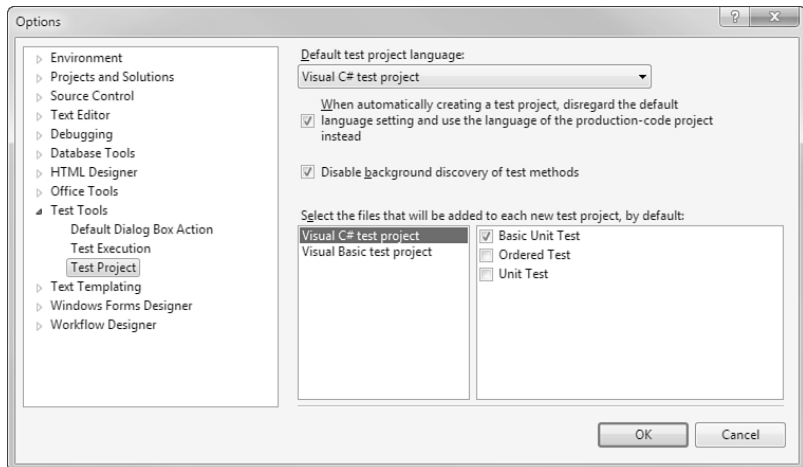 Options
Environment
Projects and Solutions
Source Control
Text Editor
Debugging
Database Tools
HTML Designer
Office Tools
Test Tools
Default Dialog Box Action
Test Execution
Test Project
Text Templating
Windows Forms Designer
Workflow Designer
Default test project language:
Visual C# test project
When automatically creating a test project, disregard the default
language setting and use the language of the production-code project
instead
Disable background discovery of test methods
Select the files that will be added to each new test project, by default:
Visual C# test project
Visual Basic test project
Basic Unit Test
Ordered Test
Unit Test
OK
Cancel